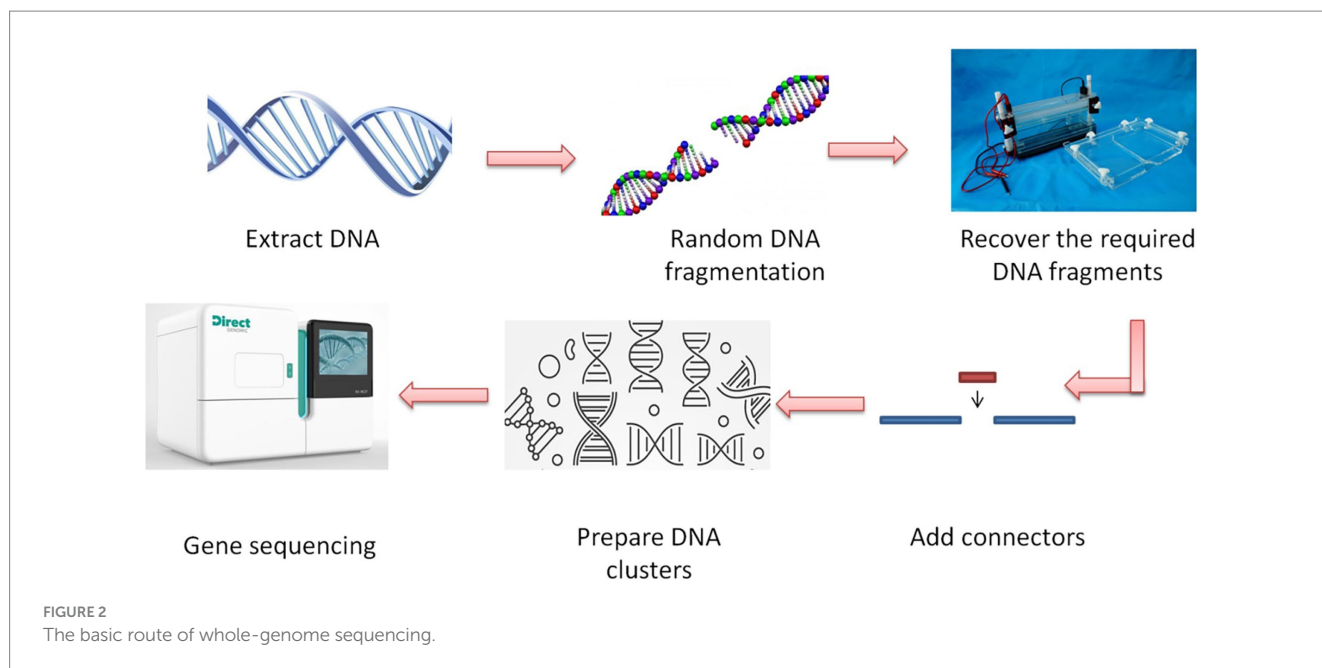 Extract DNA
Random DNA
fragmentation
Recover the required
DNA fragments
Direct
GENOMIC
Gene sequencing
Prepare DNA
clusters
Add connectors
FIGURE 2
The basic route of whole-genome sequencing.